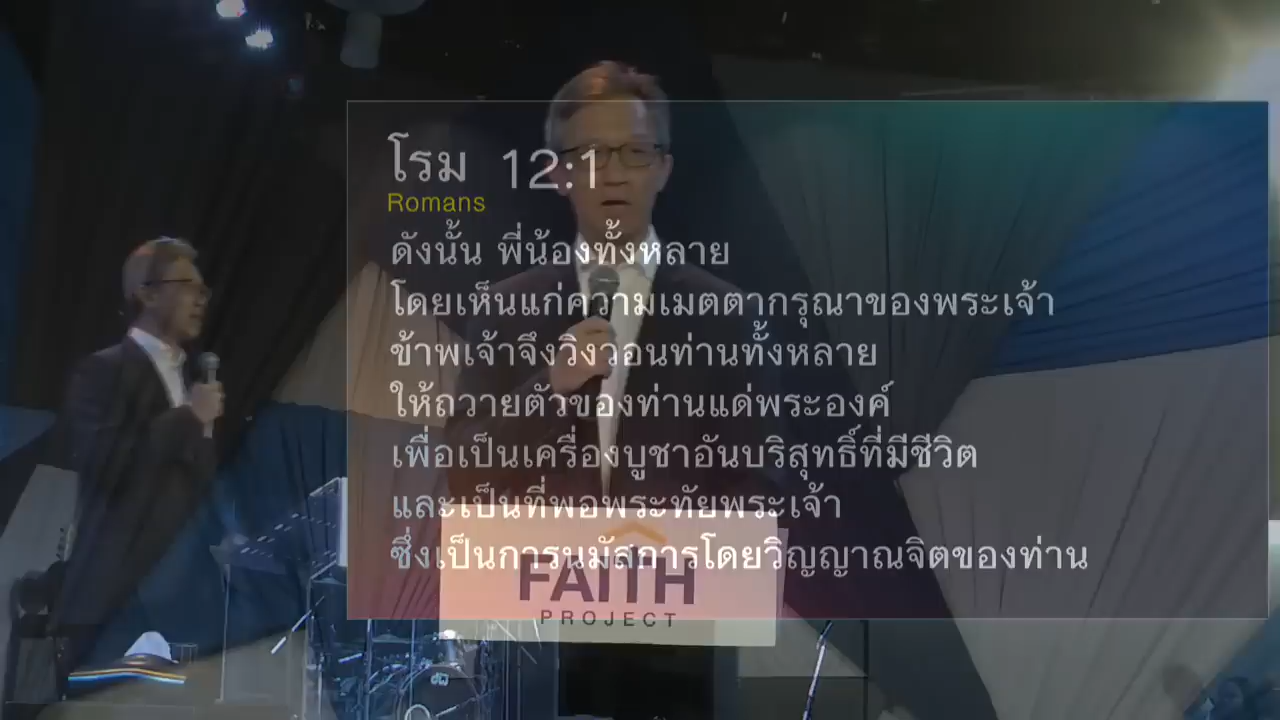 โรม 12:1
Romans
ดังนั้น พี่น้องทั้งหลาย
โดยเห็นแก่ความเมตตากรุณาของพระเจ้า
ข้าพเจ้าจึงวิงวอนท่านทั้งหลาย
ให้ถวายตัวของท่านแด่พระองค์
เพื่อเป็นเครื่องบูชาอันบริสุทธิ์ที่มีชีวิต
และเป็นที่พอพระทัยพระเจ้า
ซึ่งเป็นการนมัสการโดยวิญญาณจิตของท่าน
FAITH
PROJECT